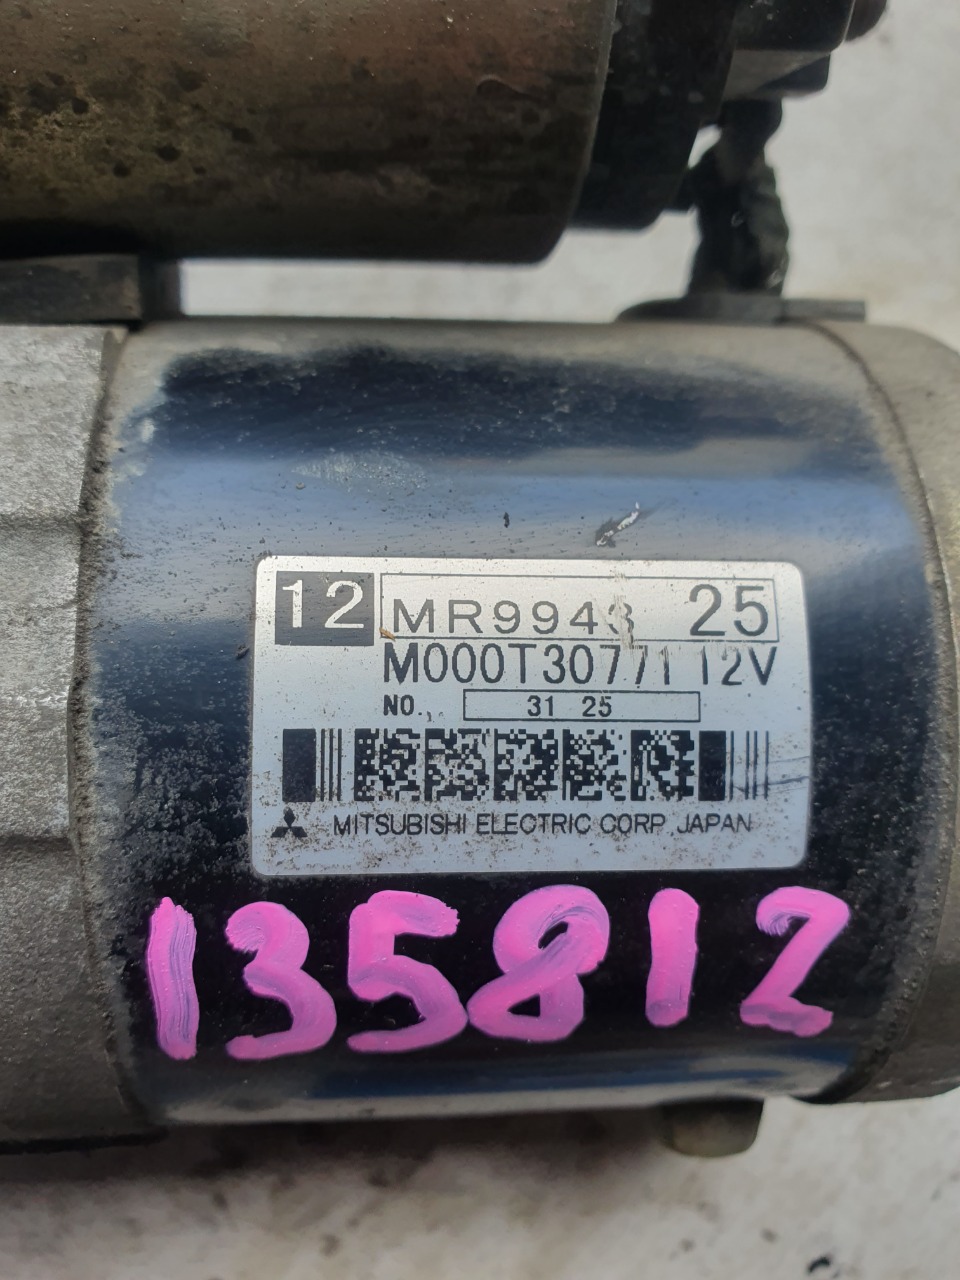 12 MR9943 25
M000T30771 12V
NO. 31 25
MITSUBISHI ELECTRIC CORP. JAPAN
135812